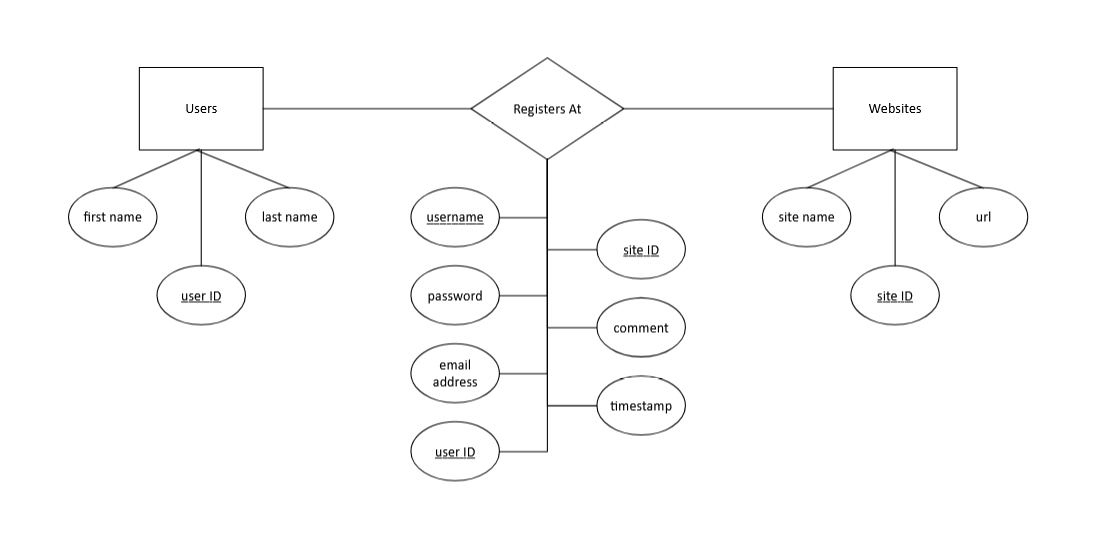 Users
Registers At
Websites
first name
last name
user ID
username
password
email
address
user ID
site ID
comment
timestamp
site name
url
site ID